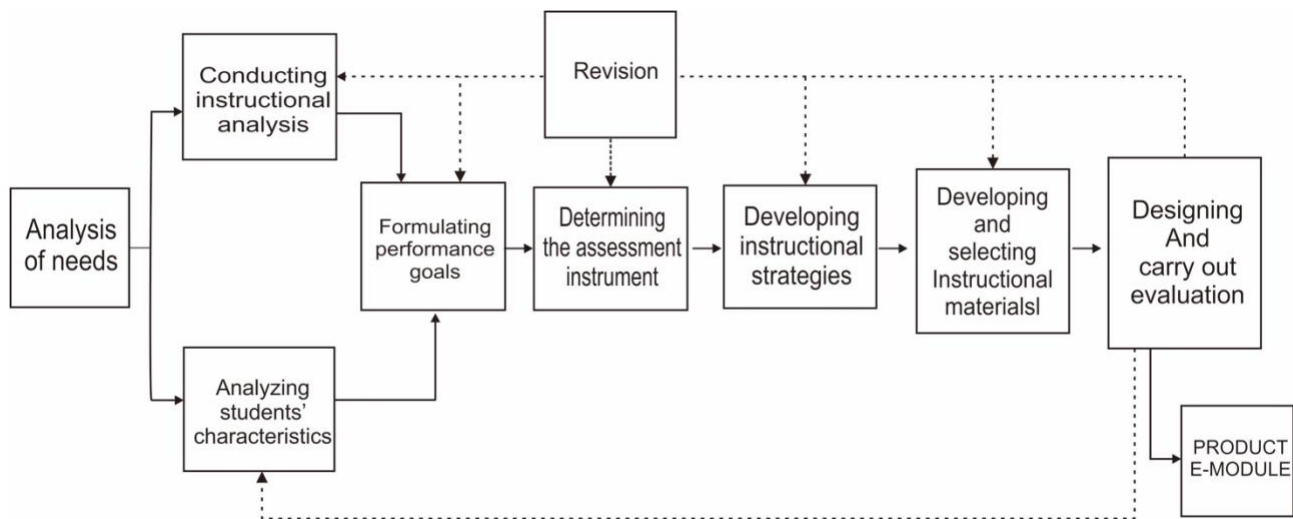 Analysis
of needs
Conducting
instructional
analysis
Analyzing
students’
characteristics
Revision
Formulating
performance
goals
Determining
the assessment
instrument
Developing
instructional
strategies
Developing
and
selecting
Instructional
materialsl
Designing
And
carry out
evaluation
PRODUCT
E-MODULE